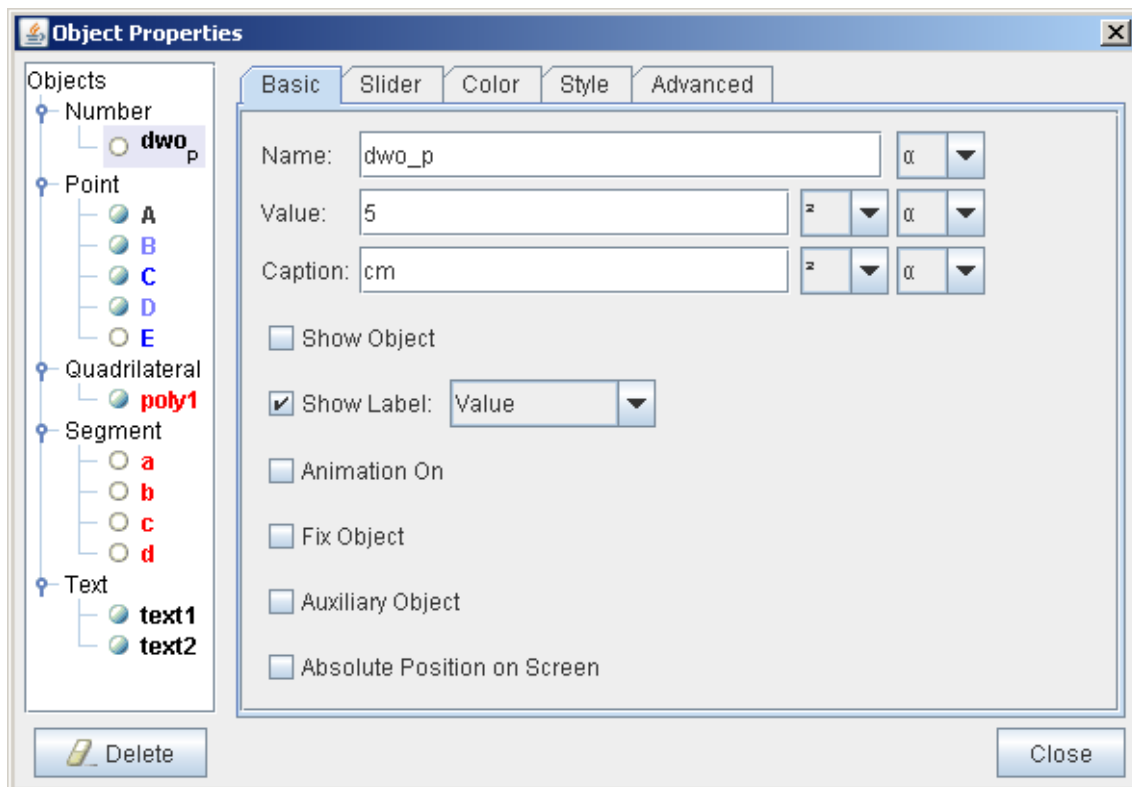 Object Properties
Objects
Number
dwo_p
Point
A
B
C
D
E
Quadrilateral
poly1
Segment
a
b
c
d
Text
text1
text2
Delete
Basic Slider Color Style Advanced
Name: dwo_p α
Value: 5 ² α
Caption: cm ² α
Show Object
Show Label: Value
Animation On
Fix Object
Auxiliary Object
Absolute Position on Screen
Close